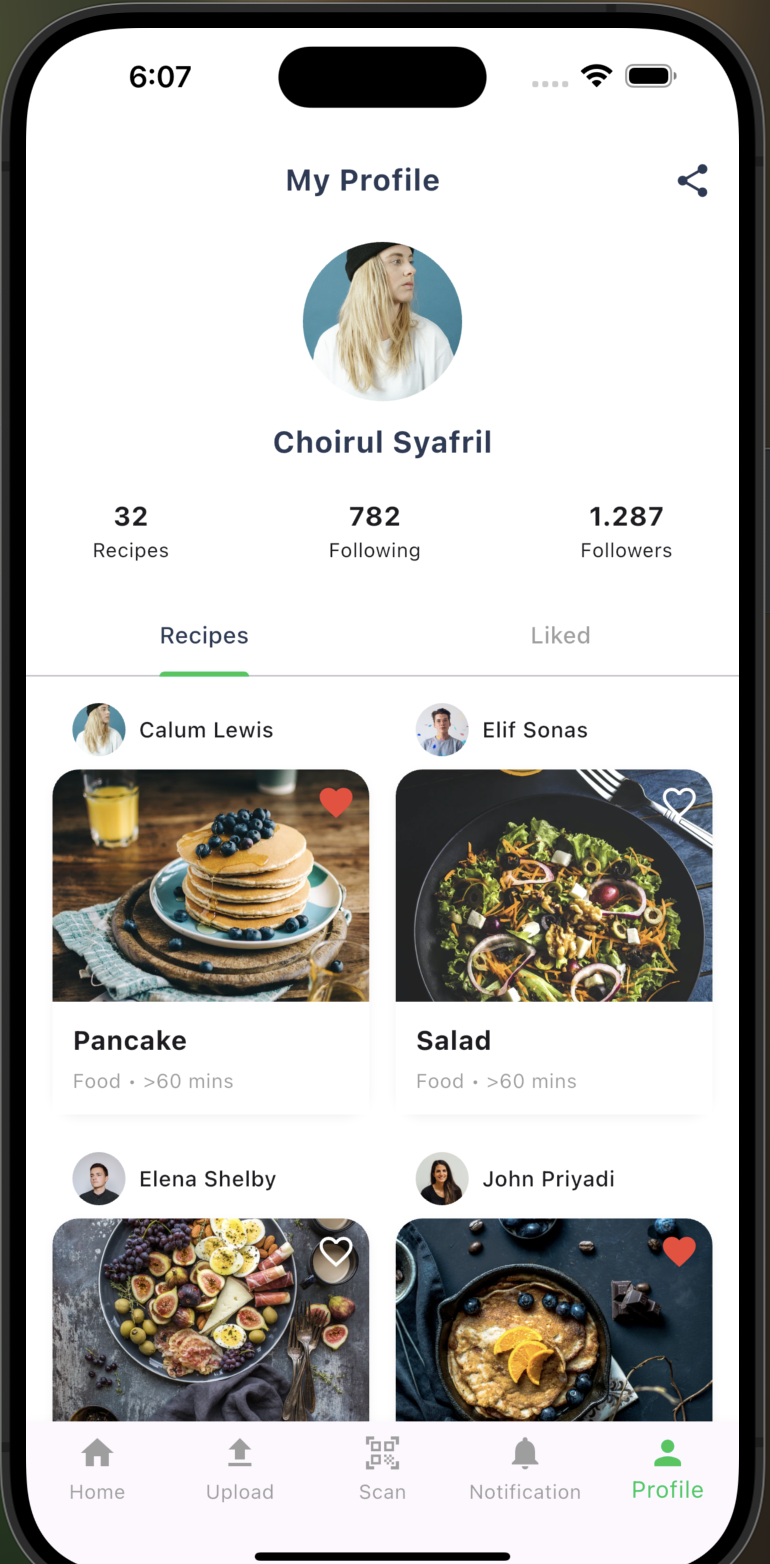 6:07
My Profile
Choirul Syafril
32 782 1.287
Recipes Following Followers
Recipes Liked
Calum Lewis Elif Sonas
Pancake Salad
Food • >60 mins Food • >60 mins
Elena Shelby John Priyadi
Home Upload Scan Notification Profile